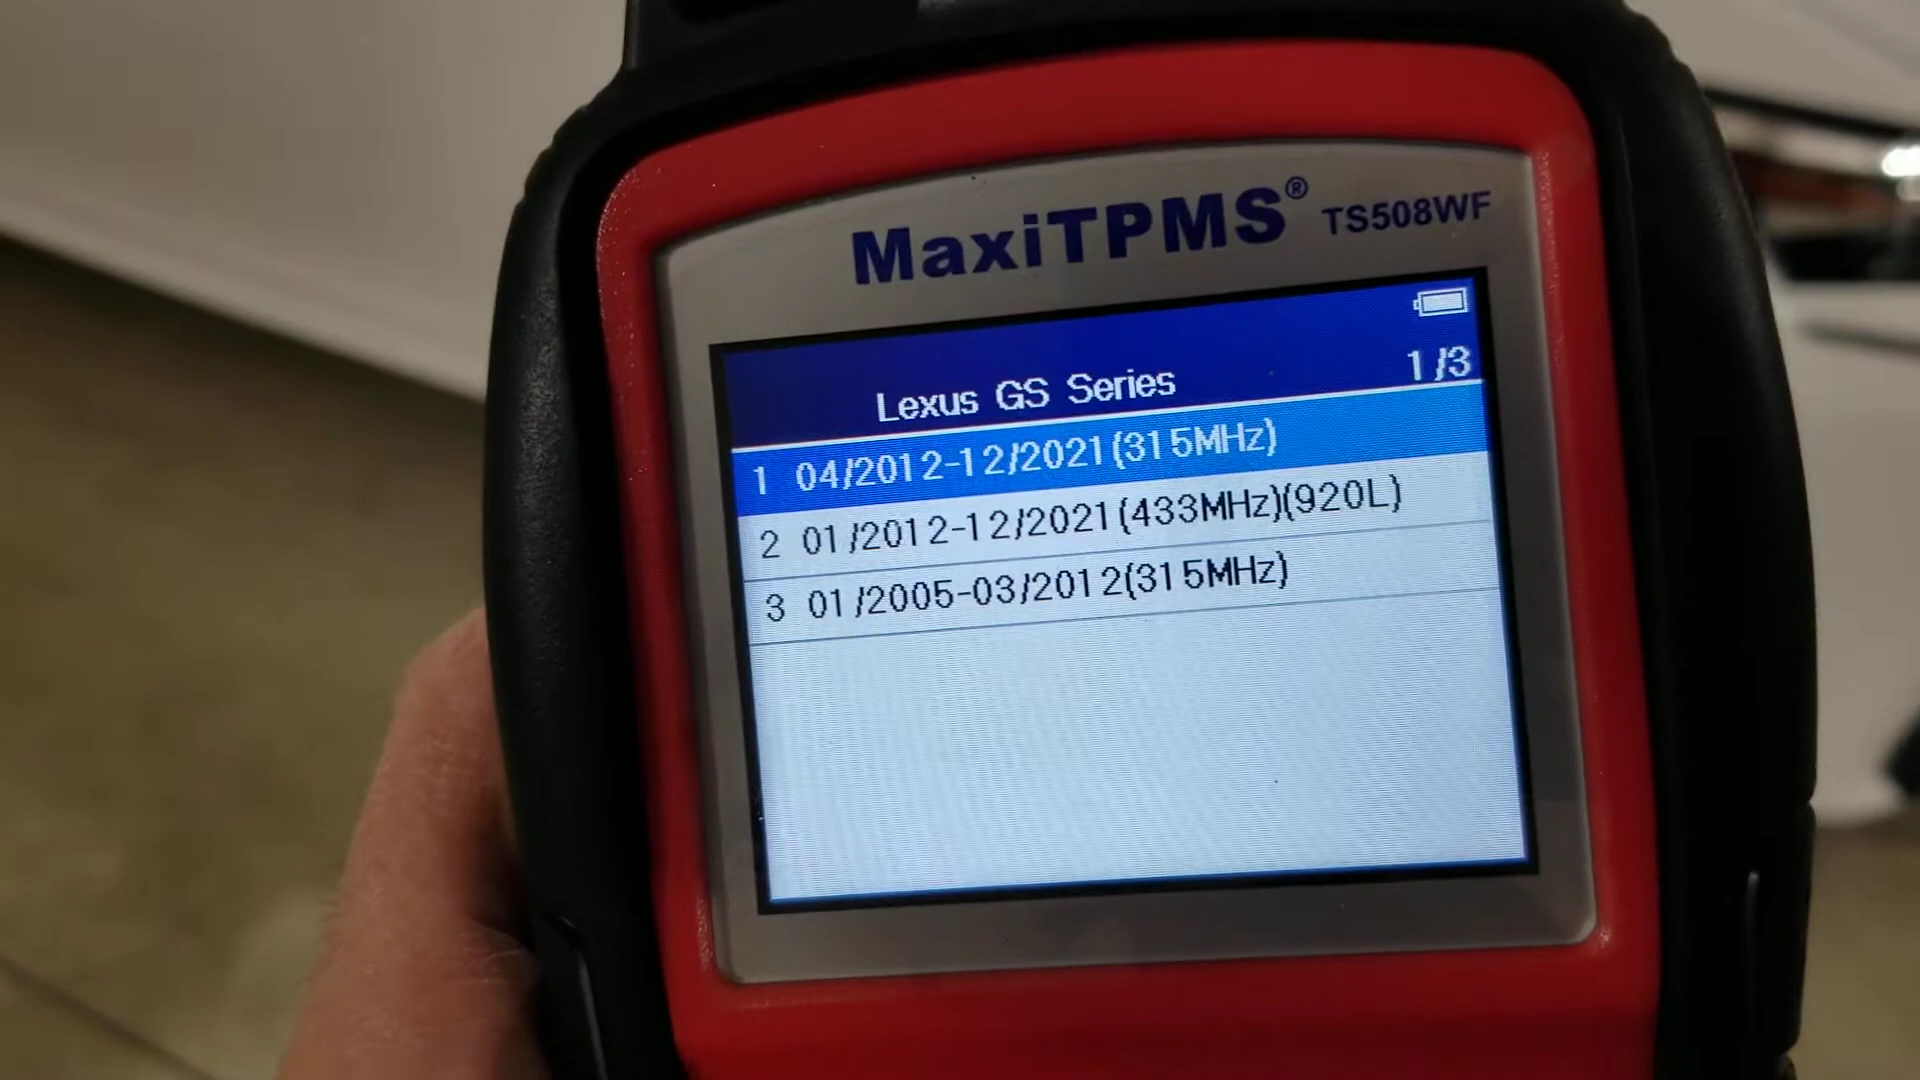 MaxiTPMS® TS508WF
Lexus GS Series 1/3
1 04/2012-12/2021(315MHz)
2 01/2012-12/2021(433MHz)(920L)
3 01/2005-03/2012(315MHz)